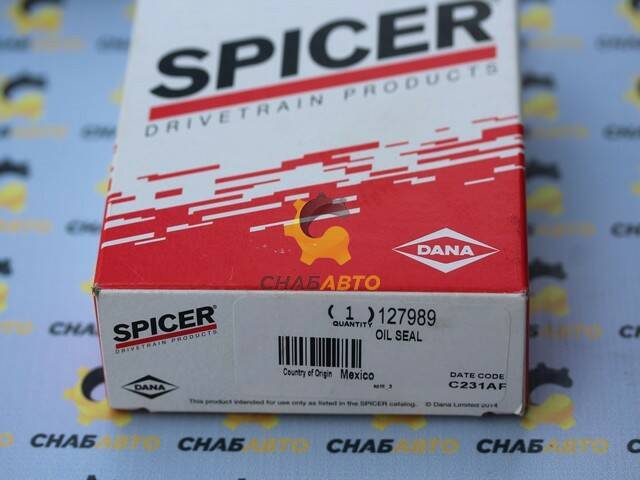 SPICER®
DRIVETRAIN PRODUCTS
DANA
СНАБАВТО
SPICER®
DRIVETRAIN PRODUCTS
( 1 ) 127989
QUANTITY
OIL SEAL
Country of Origin Mexico
DATE CODE
C231AF
DANA
This product intended for use only as listed in the SPICER catalog. © Dana Limited 2014
СНАБАВТО
СНАБАВТО
СНАБАВТО